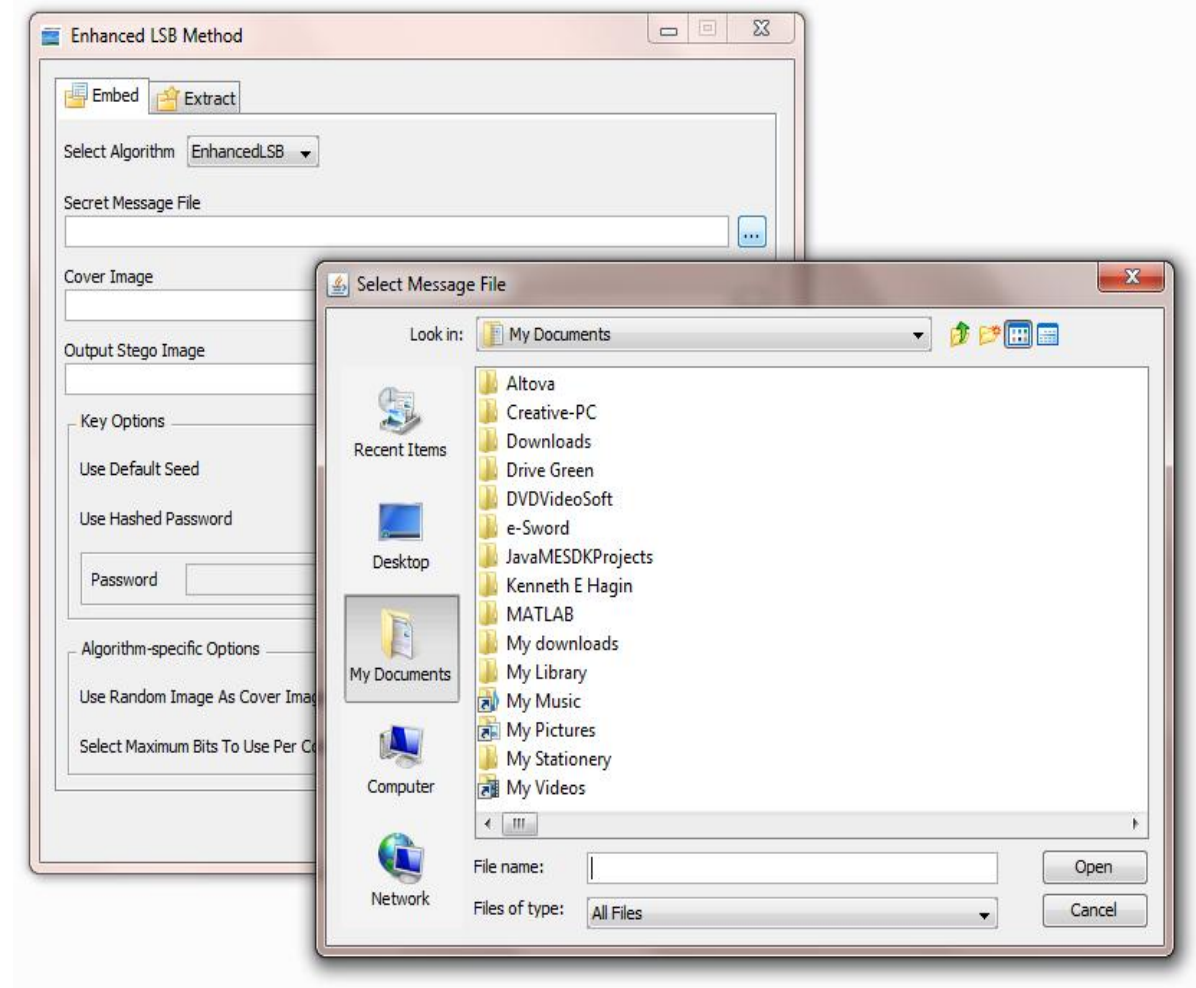 Enhanced LSB Method
Embed
Extract
Select Algorithm EnhancedLSB
Secret Message File
...
Cover Image
Output Stego Image
Key Options
Use Default Seed
Use Hashed Password
Password
Algorithm-specific Options
Use Random Image As Cover
Select Maximum Bits To Use Per
Select Message File
Look in: My Documents
Recent Items
Desktop
My Documents
Computer
Network
Altova
Creative-PC
Downloads
Drive Green
DVDVideoSoft
e-Sword
JavaMESDKProjects
Kenneth E Hagin
MATLAB
My downloads
My Library
My Music
My Pictures
My Stationery
My Videos
File name:
Open
Files of type: All Files
Cancel